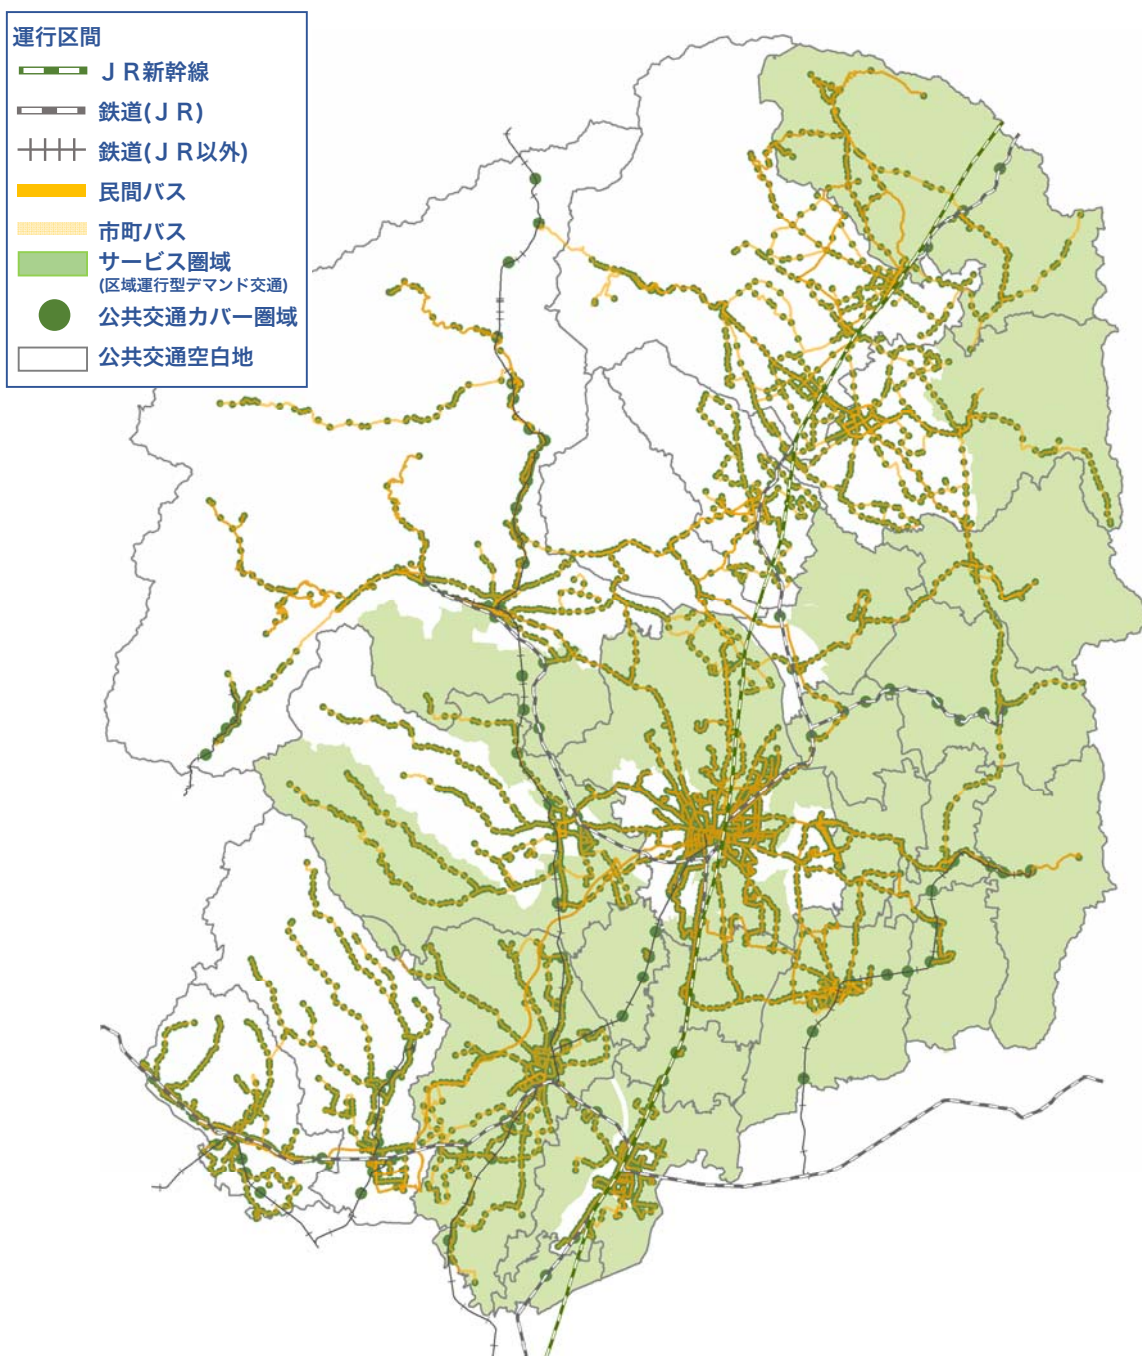 運行区間
ＪＲ新幹線
鉄道(ＪＲ)
鉄道(ＪＲ以外)
民間バス
市町バス
サービス圏域
(区域運行型デマンド交通)
公共交通カバー圏域
公共交通空白地